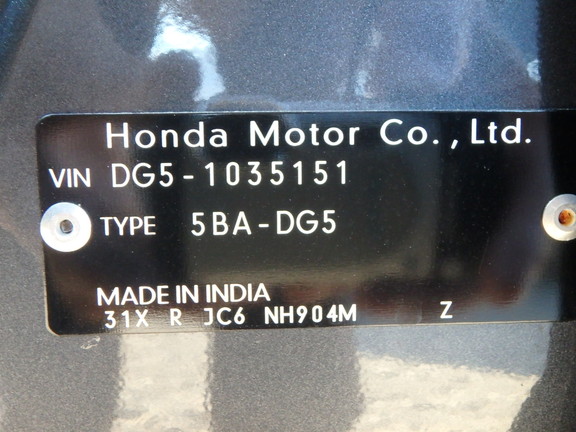 Honda Motor Co., Ltd.
VIN DG5-1035151
TYPE 5BA-DG5
MADE IN INDIA
31X R JC6 NH904M Z